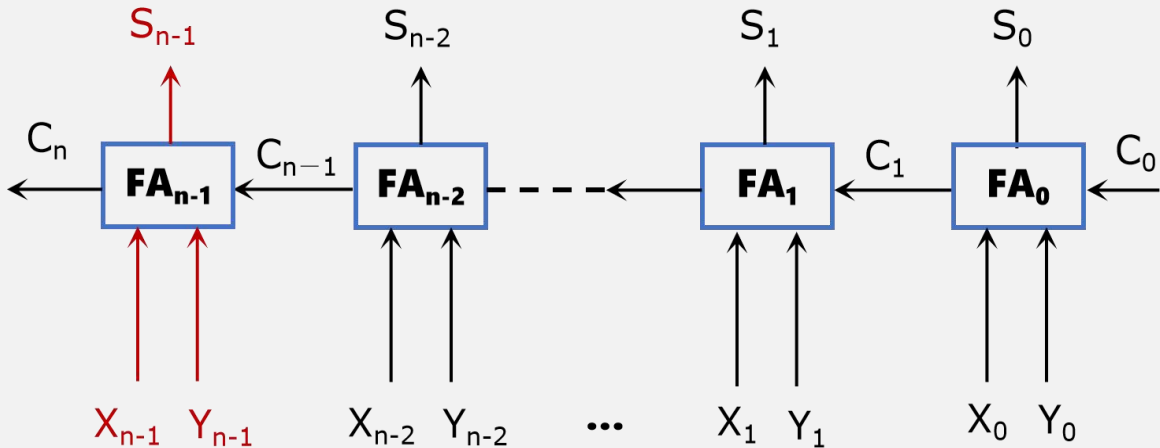 Sₙ₋₁ Sₙ₋₂ S₁ S₀
Cₙ FAₙ₋₁ Cₙ₋₁ FAₙ₋₂ FA₁ C₁ FA₀ C₀
Xₙ₋₁ Yₙ₋₁ Xₙ₋₂ Yₙ₋₂ ... X₁ Y₁ X₀ Y₀